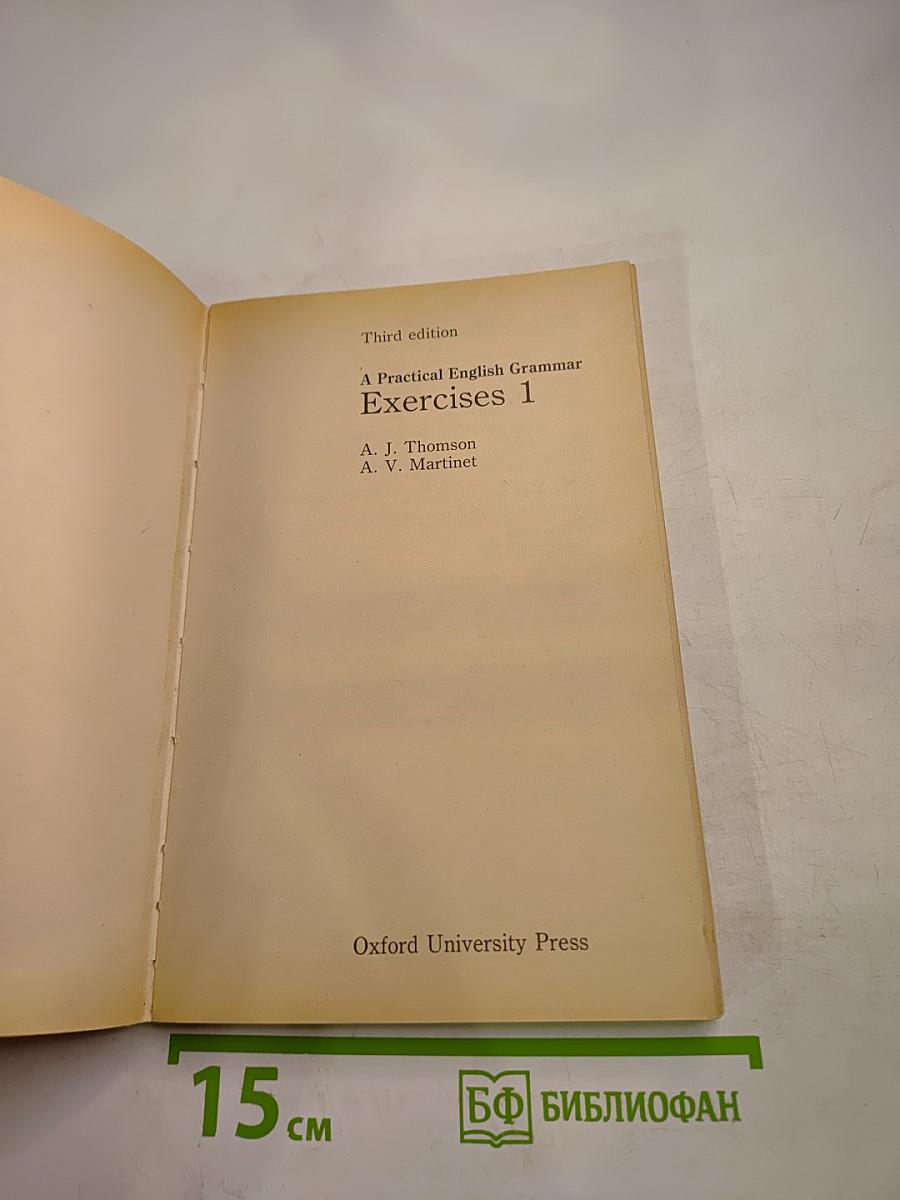 Third edition
A Practical English Grammar
Exercises 1
A. J. Thomson
A. V. Martinet
Oxford University Press
15 см
БФ БИБЛИОФАН